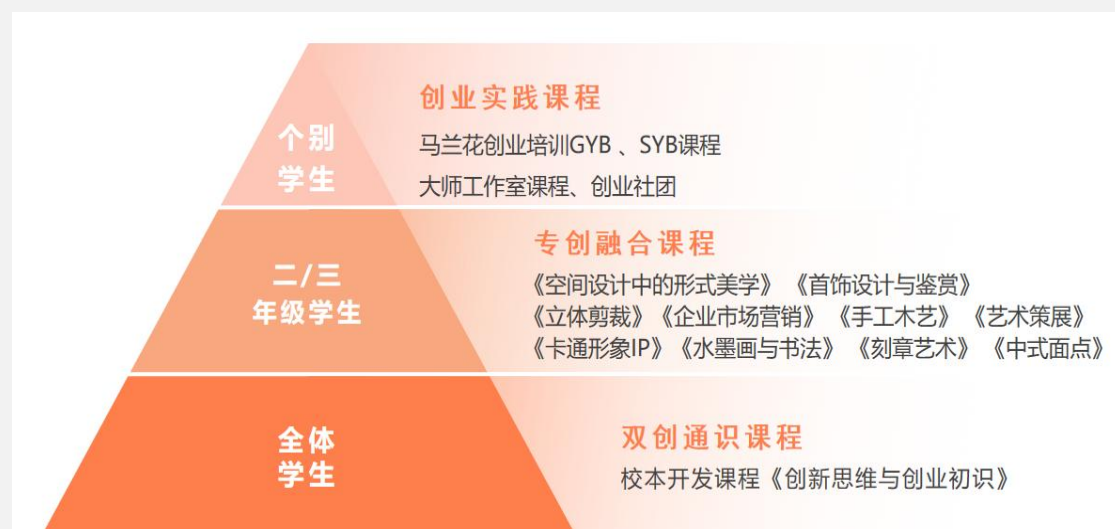 创业实践课程
个别
学生
马兰花创业培训GYB 、SYB课程
大师工作室课程、创业社团
专创融合课程
二/三
年级学生
《空间设计中的形式美学》 《首饰设计与鉴赏》
《立体剪裁》 《企业市场营销》 《手工木艺》 《艺术策展》
《卡通形象IP》 《水墨画与书法》 《刻章艺术》 《中式面点》
双创通识课程
全体
学生
校本开发课程《创新思维与创业初识》